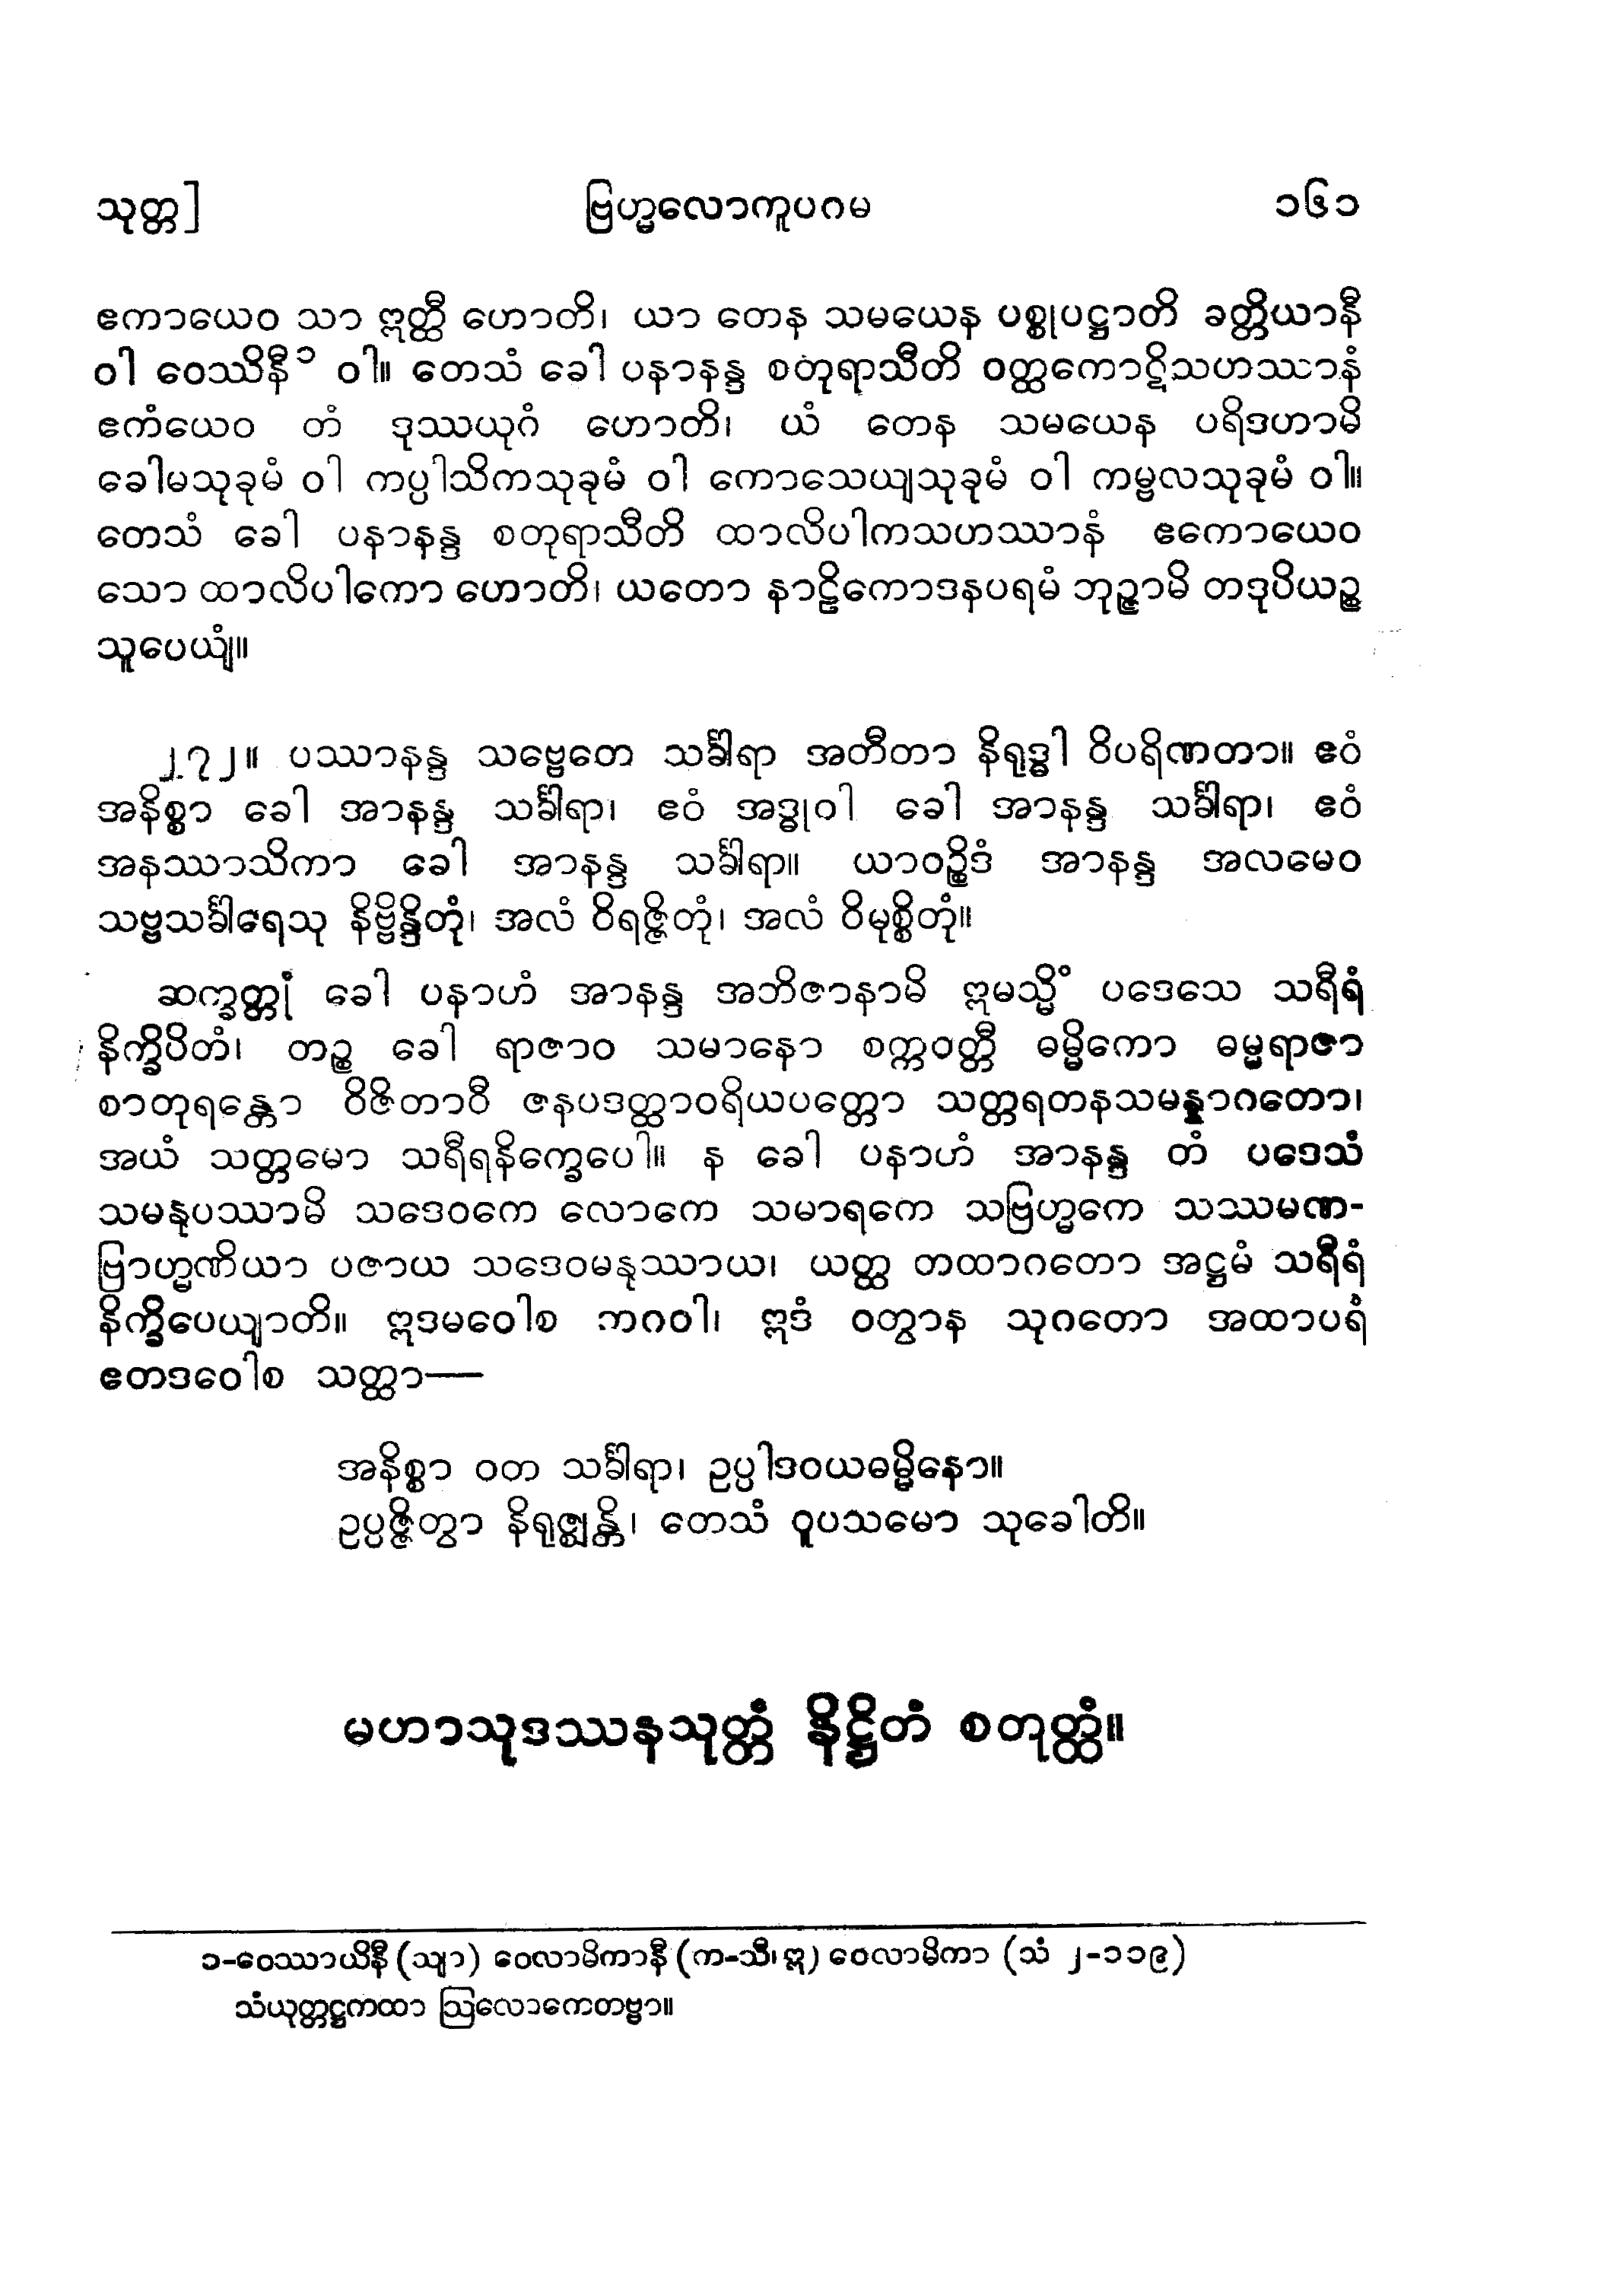 သုတ္တ]	ဗြဟ္မလောကူပဂမ	၁၆၁
ဧကာယေဝ သာ ဣတ္ထီ ဟောတိ၊ ယာ တေန သမယေန ပစ္စုပဋ္ဌာတိ ခတ္တိယာနီ
ဝါ ဝေဿိနီ၁ ဝါ။ တေသံ ခေါ ပနာနန္ဒ စတုရာသီတိ ဝတ္ထကောဋိသဟဿာနံ
ဧကံယေဝ တံ ဒုဿယုဂံ ဟောတိ၊ ယံ တေန သမယေန ပရိဒဟာမိ
ခေါမသုခုမံ ဝါ ကပ္ပါသိကသုခုမံ ဝါ ကောသေယျသုခုမံ ဝါ ကမ္ဗလသုခုမံ ဝါ။
တေသံ ခေါ ပနာနန္ဒ စတုရာသီတိ ထာလိပါကသဟဿာနံ ဧကောယေဝ
သော ထာလိပါကော ဟောတိ၊ ယတော နာဠိကောဒနပရမံ ဘုဉ္ဇာမိ တဒုပိယဉ္စ
သူပေယျံ။
၂၇၂။ ပဿာနန္ဒ သဗ္ဗေတေ သင်္ခါရာ အတီတာ နိရုဒ္ဓါ ဝိပရိဏတာ။ ဧဝံ
အနိစ္စာ ခေါ အာနန္ဒ သင်္ခါရာ၊ ဧဝံ အဒ္ဓုဝါ ခေါ အာနန္ဒ သင်္ခါရာ၊ ဧဝံ
အနဿာသိကာ ခေါ အာနန္ဒ သင်္ခါရာ။ ယာဝဉ္စိဒံ အာနန္ဒ အလမေဝ
သဗ္ဗသင်္ခါရေသု နိဗ္ဗိန္ဒိတုံ၊ အလံ ဝိရဇ္ဇိတုံ၊ အလံ ဝိမုစ္စိတုံ။
ဆက္ခတ္တုံ ခေါ ပနာဟံ အာနန္ဒ အဘိဇာနာမိ ဣမသ္မိံ ပဒေသေ သရီရံ
နိက္ခိပိတံ၊ တဉ္စ ခေါ ရာဇာဝ သမာနော စက္ကဝတ္တီ ဓမ္မိကော ဓမ္မရာဇာ
စာတုရန္တော ဝိဇိတာဝီ ဇနပဒတ္ထာဝရိယပတ္တော သတ္တရတနသမန္နာဂတော၊
အယံ သတ္တမော သရီရနိက္ခေပေါ။ န ခေါ ပနာဟံ အာနန္ဒ တံ ပဒေသံ
သမနုပဿာမိ သဒေဝကေ လောကေ သမာရကေ သဗြဟ္မကေ သဿမဏ-
ဗြာဟ္မဏိယာ ပဇာယ သဒေဝမနုဿာယ၊ ယတ္ထ တထာဂတော အဋ္ဌမံ သရီရံ
နိက္ခိပေယျာတိ။ ဣဒမဝေါစ ဘဂဝါ၊ ဣဒံ ဝတွာန သုဂတော အထာပရံ
ဧတဒဝေါစ သတ္ထာ—
အနိစ္စာ ဝတ သင်္ခါရာ၊ ဥပ္ပါဒဝယဓမ္မိနော။
ဥပ္ပဇ္ဇိတွာ နိရုဇ္ဈန္တိ၊ တေသံ ဝူပသမော သုခေါတိ။
မဟာသုဒဿနသုတ္တံ နိဋ္ဌိတံ စတုတ္ထံ။
၁-ဝေဿာယိနီ (သျာ) ဝေလာမိကာနီ (က-သီ၊ ဣ) ဝေလာမိကာ (သံ ၂-၁၁၉)
သံယုတ္တဋ္ဌကထာ ဩလောကေတဗ္ဗာ။